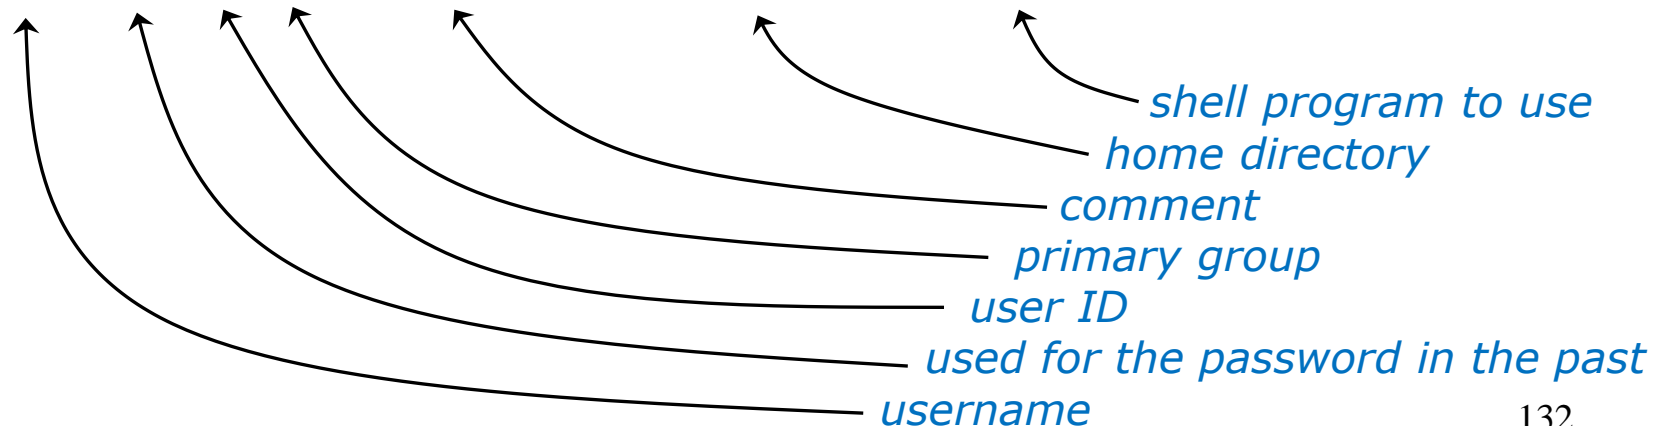 shell program to use
home directory
comment
primary group
user ID
used for the password in the past
username
132